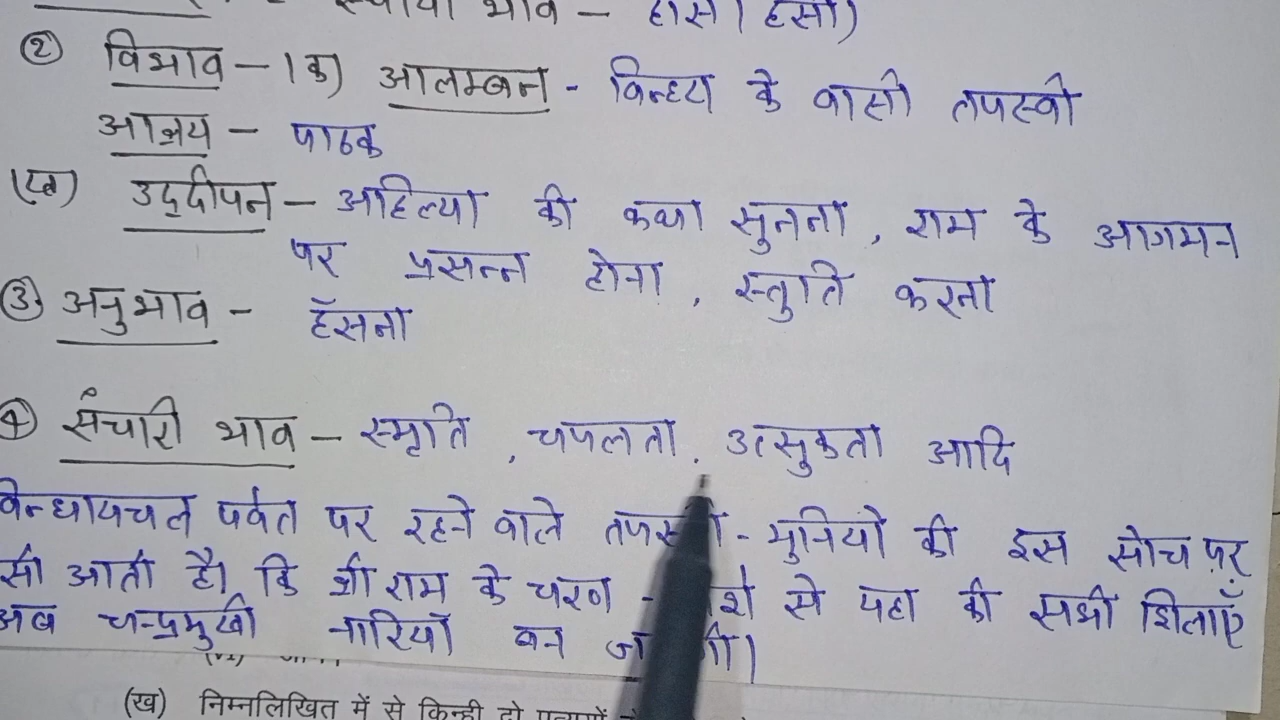 स्थायी भाव - हास (हंसी)
② विभाव - (क) आलम्बन - विन्ध्य के वासी तपस्वी
आश्रय - पाठक
(ख) उद्दीपन - अहिल्या की कथा सुनना, राम के आगमन
पर प्रसन्न होना, स्तुति करना
③ अनुभाव - हँसना
④ संचारी भाव - स्मृति, चपलता, उत्सुकता आदि
विन्धायचल पर्वत पर रहने वाले - मुनियों की इस सोच पर
सी आती है। कि श्री राम के चरण - से यहा की सभी शिलाएँ
अब चन्द्रमुखी नारियाँ बन
(ख) निम्नलिखित में से किन्हीं दो